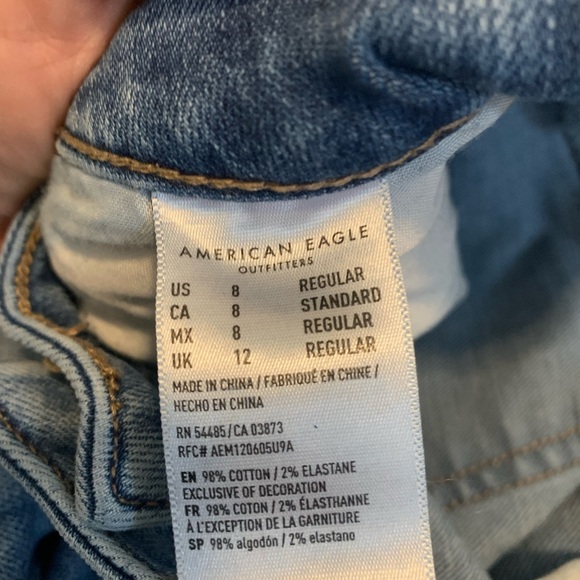 AMERICAN EAGLE
OUTFITTERS
US 8 REGULAR
CA 8 STANDARD
MX 8 REGULAR
UK 12 REGULAR
MADE IN CHINA / FABRIQUÉ EN CHINE /
HECHO EN CHINA
RN 54485/CA 03873
RFC# AEM120605U9A
EN 98% COTTON / 2% ELASTANE
EXCLUSIVE OF DECORATION
FR 98% COTON / 2% ÉLASTHANNE
À L'EXCEPTION DE LA GARNITURE
SP 98% algodón / 2% elastano